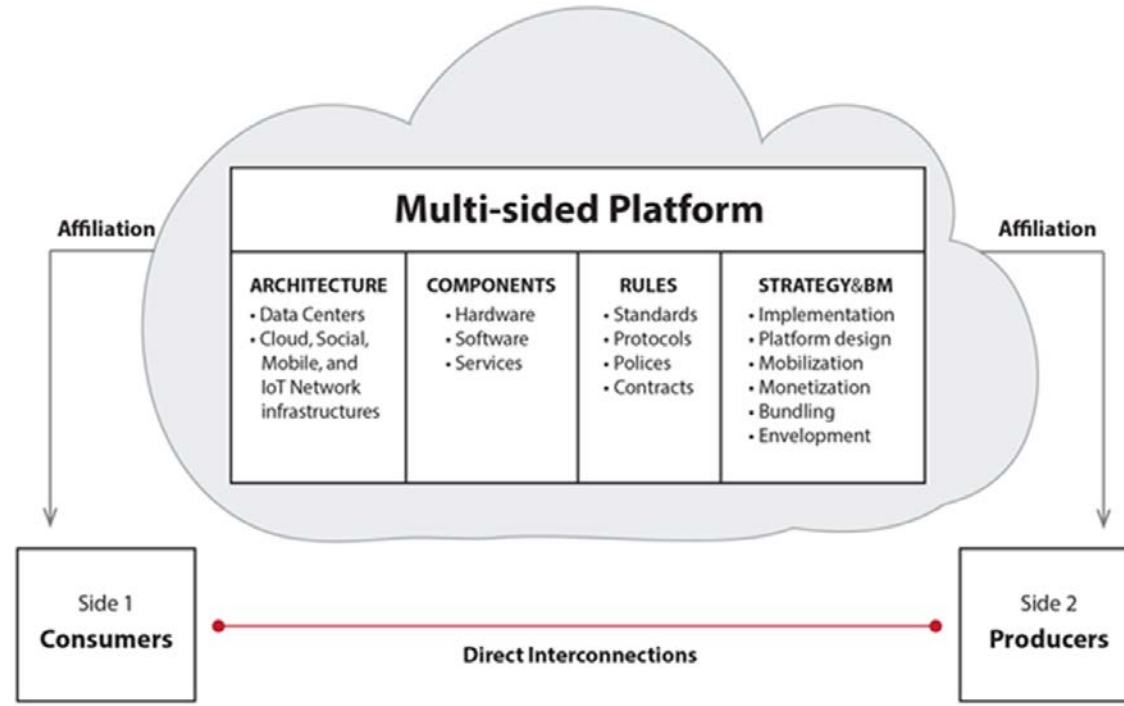 Multi-sided Platform
Affiliation
Affiliation
ARCHITECTURE
• Data Centers
• Cloud, Social,
Mobile, and
IoT Network
infrastructures
COMPONENTS
• Hardware
• Software
• Services
RULES
• Standards
• Protocols
• Polices
• Contracts
STRATEGY&BM
• Implementation
• Platform design
• Mobilization
• Monetization
• Bundling
• Envelopment
Side 1
Consumers
Direct Interconnections
Side 2
Producers